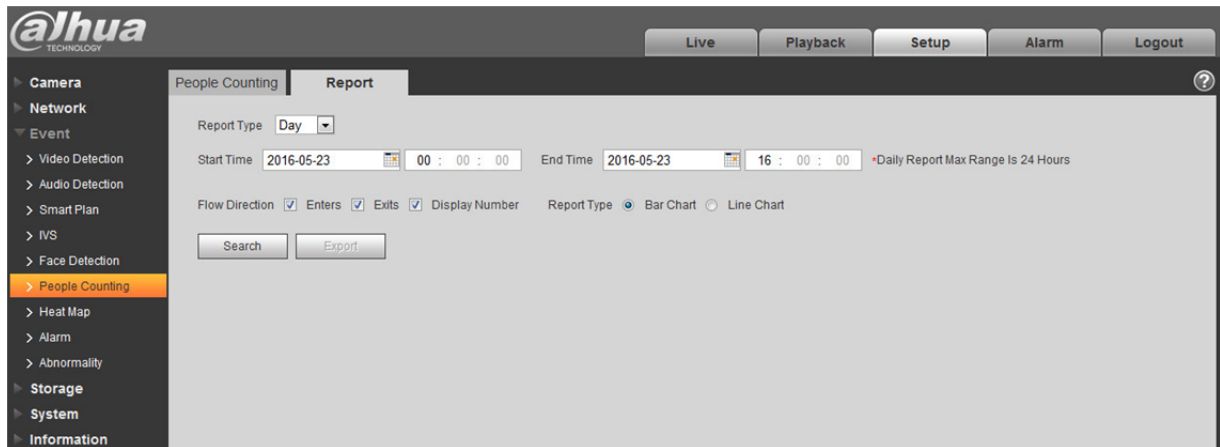 alhua
TECHNOLOGY
Live Playback Setup Alarm Logout
Camera
Network
Event
Video Detection
Audio Detection
Smart Plan
IVS
Face Detection
People Counting
Heat Map
Alarm
Abnormality
Storage
System
Information
People Counting Report ?
Report Type Day
Start Time 2016-05-23 00 : 00 : 00 End Time 2016-05-23 16 : 00 : 00 *Daily Report Max Range Is 24 Hours
Flow Direction Enters Exits Display Number Report Type Bar Chart Line Chart
Search Export